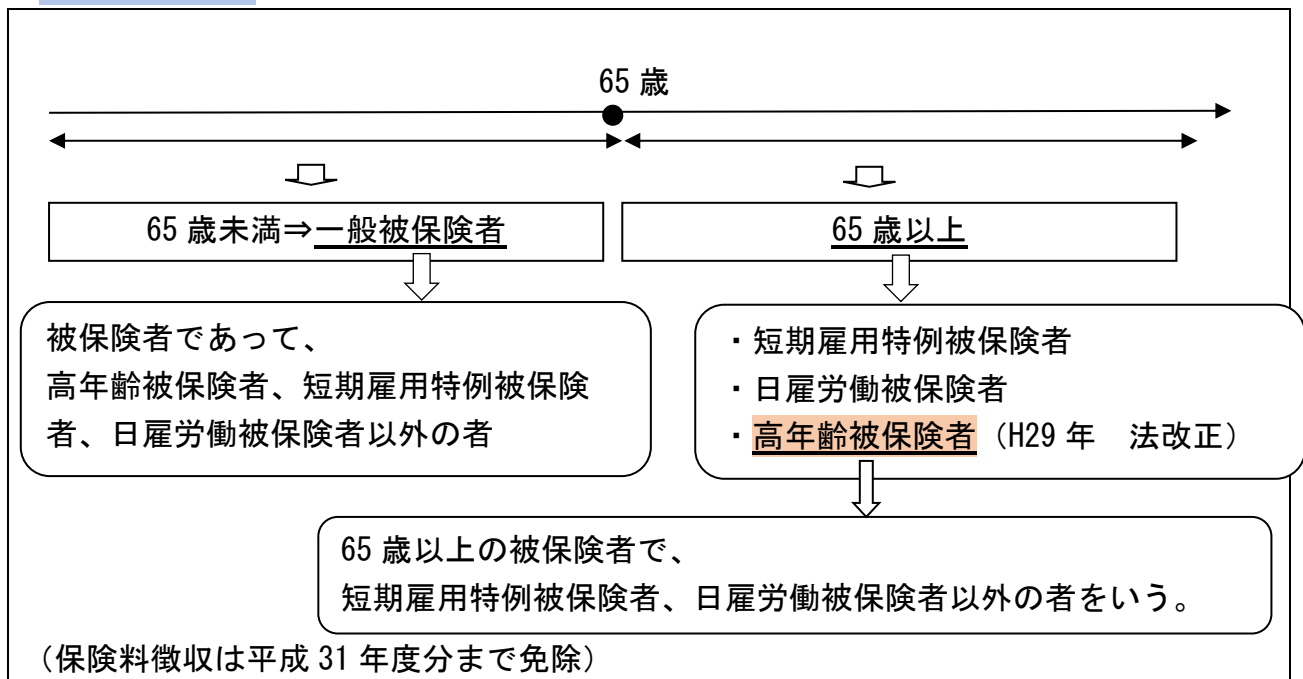 65 歳
65 歳未満⇒一般被保険者
65 歳以上
被保険者であって、
高年齢被保険者、短期雇用特例被保険
者、日雇労働被保険者以外の者
・短期雇用特例被保険者
・日雇労働被保険者
・高年齢被保険者（H29 年　法改正）
65 歳以上の被保険者で、
短期雇用特例被保険者、日雇労働被保険者以外の者をいう。
（保険料徴収は平成 31 年度分まで免除）